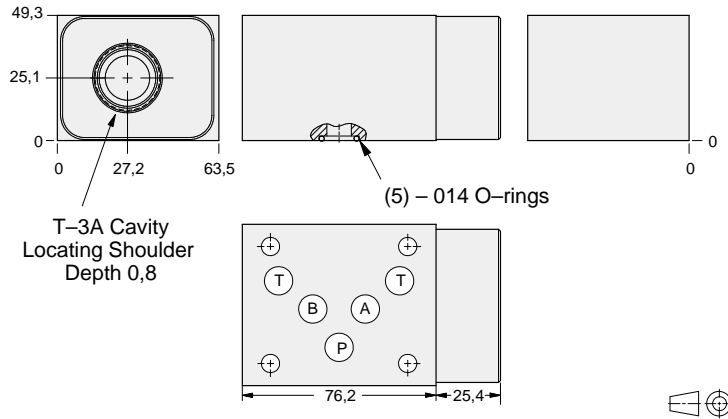 49,3
25,1
0
0
27,2
63,5
0
0
(5) – 014 O–rings
T–3A Cavity
Locating Shoulder
Depth 0,8
T
T
B
A
P
76,2
25,4